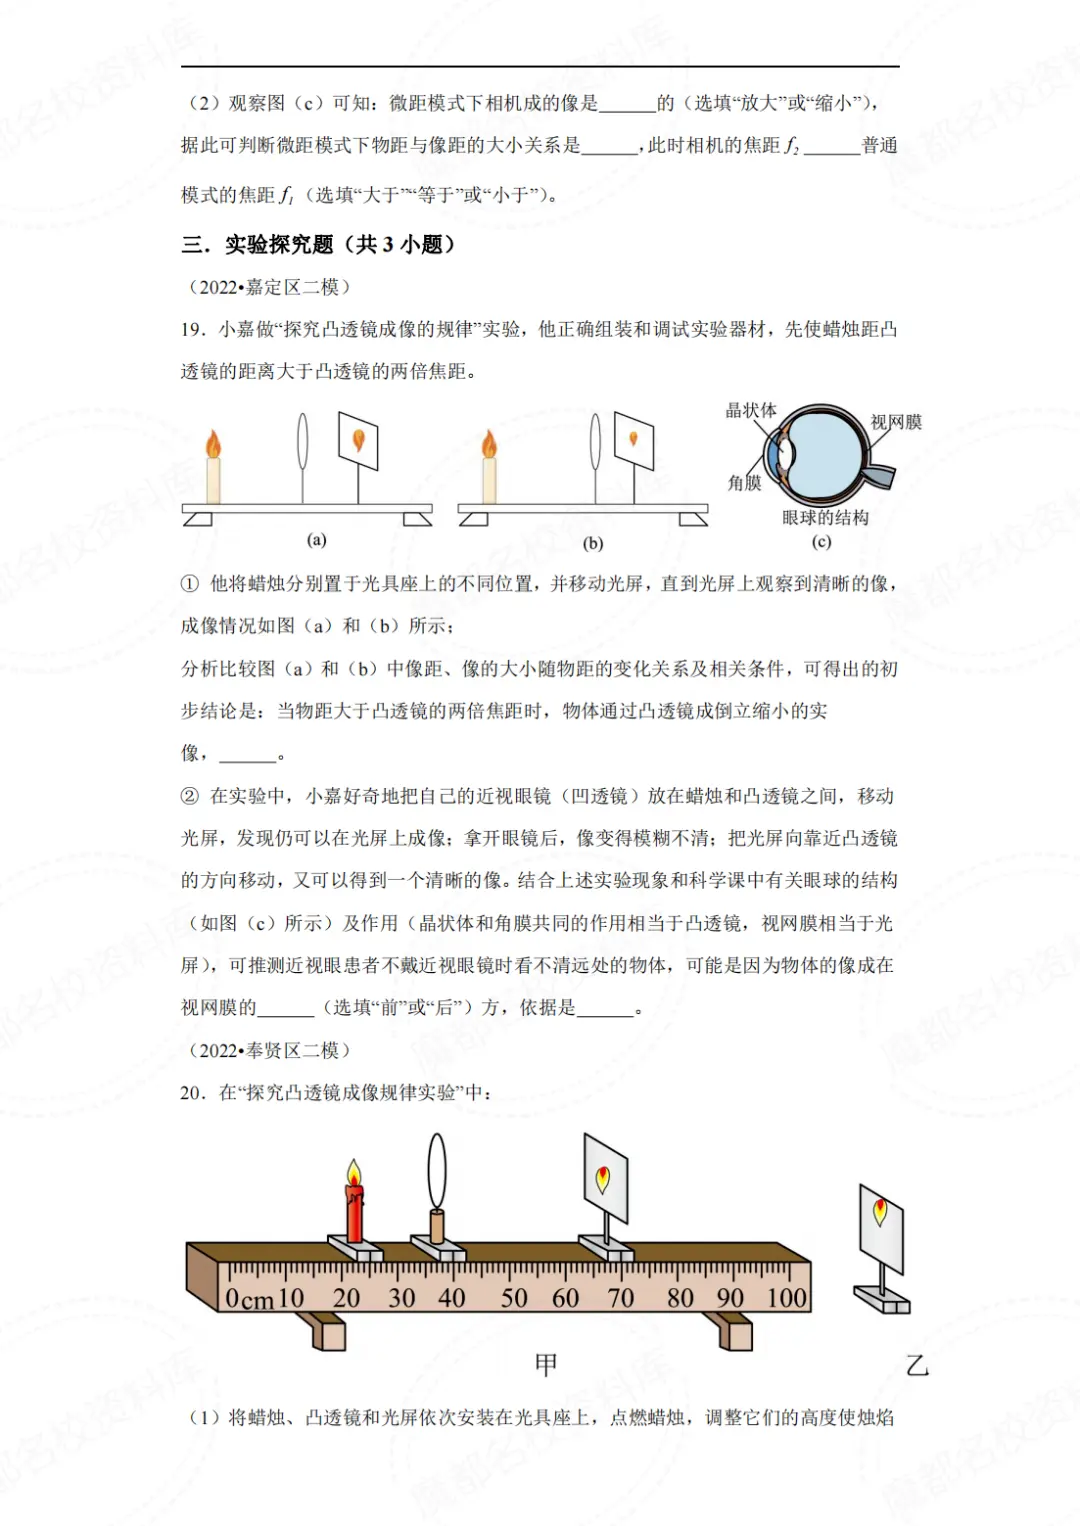 （2）观察图（c）可知：微距模式下相机成的像是______的（选填“放大”或“缩小”），
据此可判断微距模式下物距与像距的大小关系是______，此时相机的焦距 f2 ______普通
模式的焦距 f1（选填“大于”“等于”或“小于”）。
三．实验探究题（共 3 小题）
（2022•嘉定区二模）
19．小嘉做“探究凸透镜成像的规律”实验，他正确组装和调试实验器材，先使蜡烛距凸
透镜的距离大于凸透镜的两倍焦距。
晶状体
视网膜
角膜
眼球的结构
(a)
(b)
(c)
① 他将蜡烛分别置于光具座上的不同位置，并移动光屏，直到光屏上观察到清晰的像，
成像情况如图（a）和（b）所示；
分析比较图（a）和（b）中像距、像的大小随物距的变化关系及相关条件，可得出的初
步结论是：当物距大于凸透镜的两倍焦距时，物体通过凸透镜成倒立缩小的实
像，______。
② 在实验中，小嘉好奇地把自己的近视眼镜（凹透镜）放在蜡烛和凸透镜之间，移动
光屏，发现仍可以在光屏上成像；拿开眼镜后，像变得模糊不清；把光屏向靠近凸透镜
的方向移动，又可以得到一个清晰的像。结合上述实验现象和科学课中有关眼球的结构
（如图（c）所示）及作用（晶状体和角膜共同的作用相当于凸透镜，视网膜相当于光
屏），可推测近视眼患者不戴近视眼镜时看不清远处的物体，可能是因为物体的像成在
视网膜的______（选填“前”或“后”）方，依据是______。
（2022•奉贤区二模）
20．在“探究凸透镜成像规律实验”中：
0cm 10 20 30 40 50 60 70 80 90 100
甲
乙
（1）将蜡烛、凸透镜和光屏依次安装在光具座上，点燃蜡烛，调整它们的高度使烛焰
魔都名校资料库